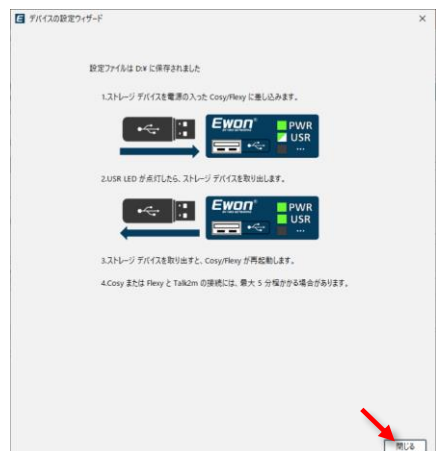 デバイスの設定ウィザード
設定ファイルは D:¥ に保存されました
1.ストレージ デバイスを電源の入った Cosy/Flexy に差し込みます。
Ewon®
PWR
USR
...
2.USR LED が点灯したら、ストレージ デバイスを取り出します。
Ewon®
PWR
USR
...
3.ストレージ デバイスを取り出すと、Cosy/Flexy が再起動します。
4.Cosy または Flexy と Talk2m の接続には、最大 5 分程かかる場合があります。
閉じる